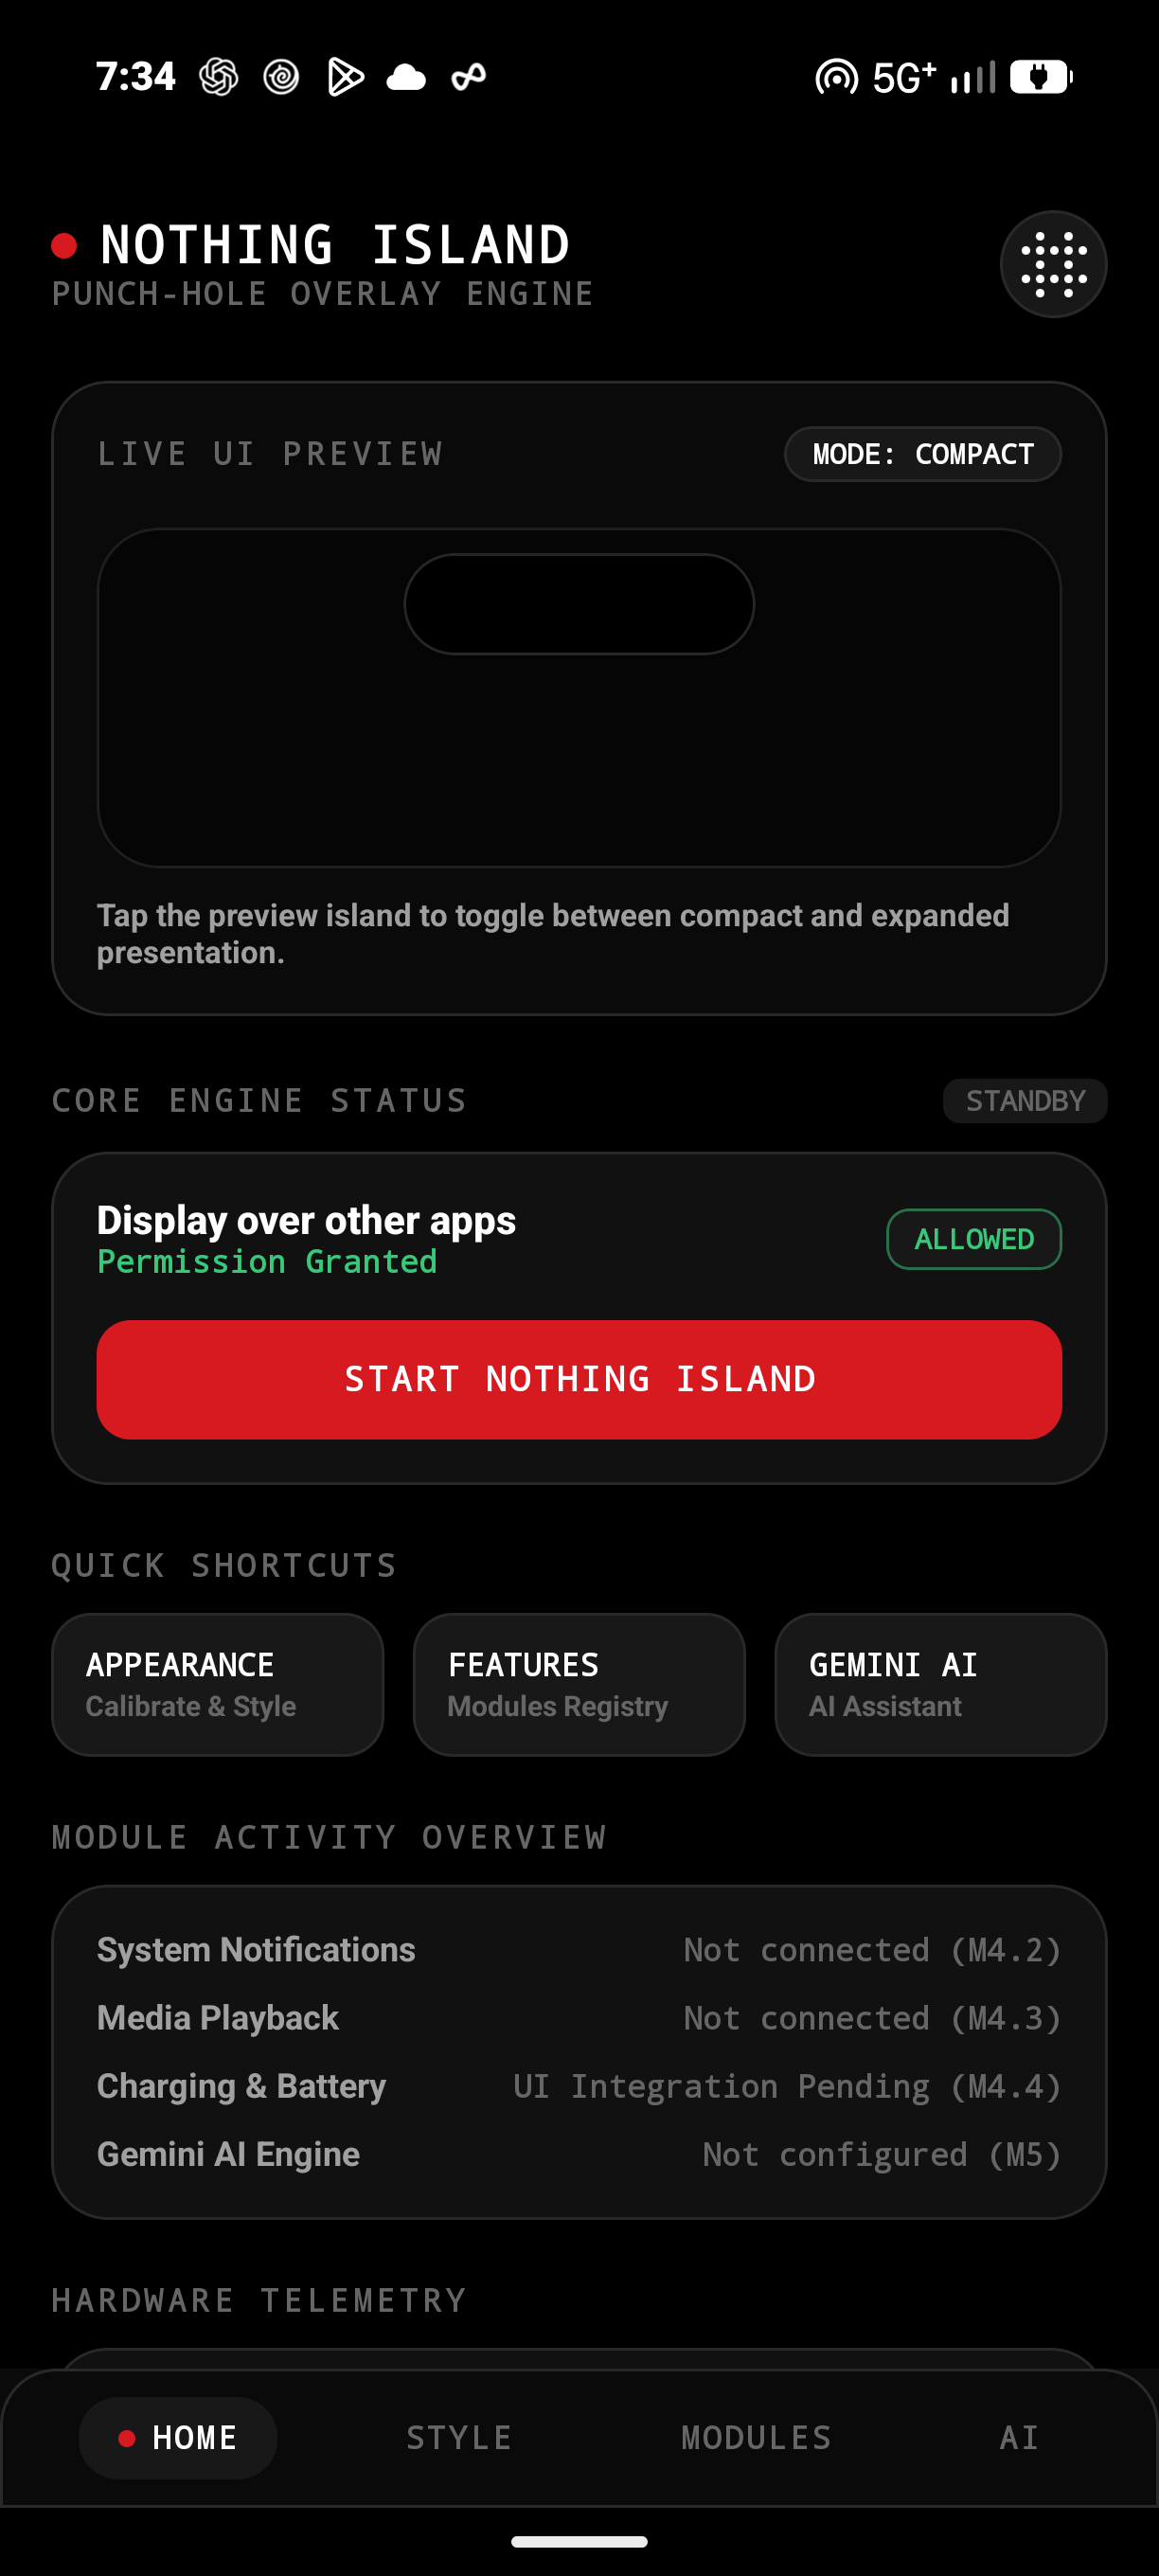 7:34
5G+
NOTHING ISLAND
PUNCH-HOLE OVERLAY ENGINE
LIVE UI PREVIEW
MODE: COMPACT
Tap the preview island to toggle between compact and expanded
presentation.
CORE ENGINE STATUS
STANDBY
Display over other apps
Permission Granted
ALLOWED
START NOTHING ISLAND
QUICK SHORTCUTS
APPEARANCE
Calibrate & Style
FEATURES
Modules Registry
GEMINI AI
AI Assistant
MODULE ACTIVITY OVERVIEW
System Notifications Not connected (M4.2)
Media Playback Not connected (M4.3)
Charging & Battery UI Integration Pending (M4.4)
Gemini AI Engine Not configured (M5)
HARDWARE TELEMETRY
HOME STYLE MODULES AI